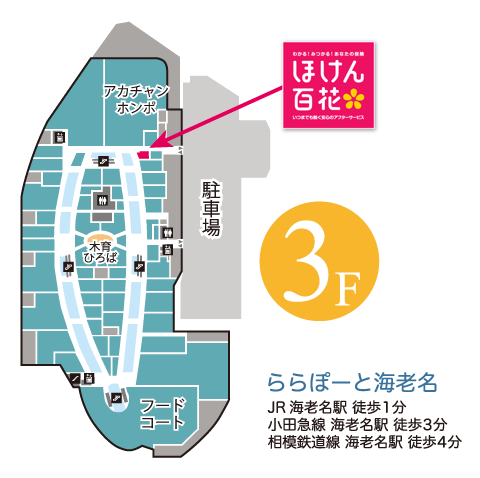 わかる!みつかる!あなたの保険
ほけん
百花
いつまでも続く安心のアフターサービス
アカチャン
ホンポ
駐車場
木育
ひろば
3F
ららぽーと海老名
フード
コート
JR 海老名駅 徒歩1分
小田急線 海老名駅 徒歩3分
相模鉄道線 海老名駅 徒歩4分